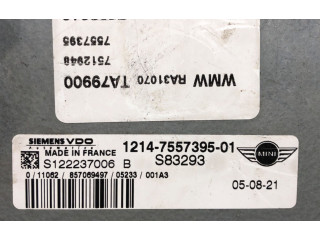 7557395
7512948
WMW RA31070 TA79900
SIEMENS VDO
Automotive
MADE IN FRANCE
1214-7557395-01
S122237006 B S83293
MINI
0 / 11062 / 857069497 / 05233 / 001A3
05-08-21